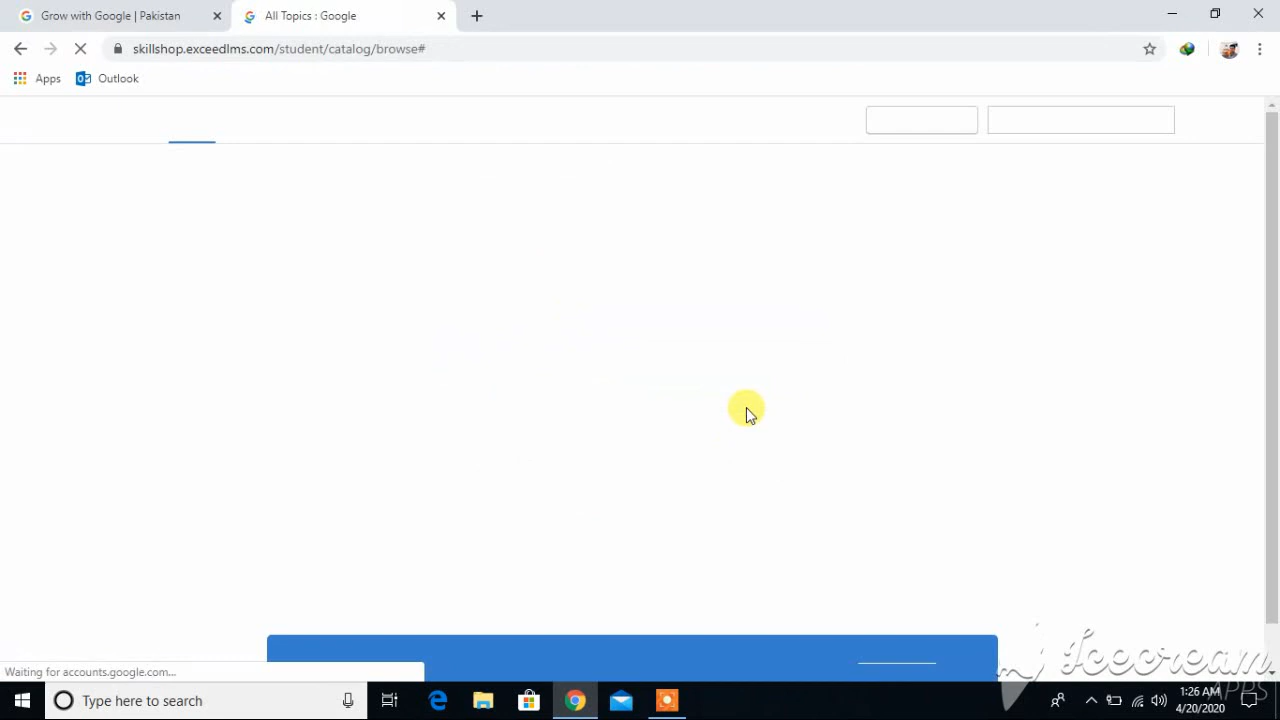 Grow with Google | Pakistan
All Topics : Google
skillshop.exceedlms.com/student/catalog/browse#
Apps
Outlook
Waiting for accounts.google.com...
Icecream
APPS
Type here to search
1:26 AM
4/20/2020